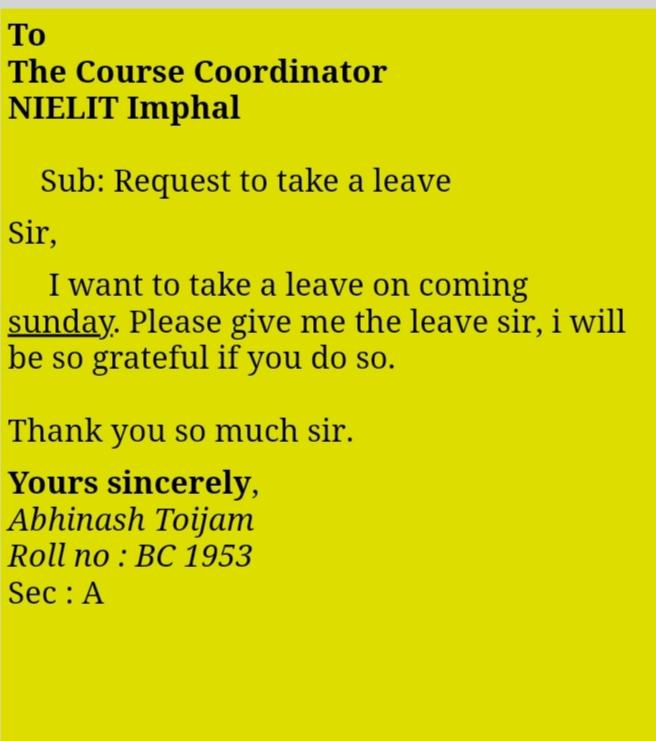 To
The Course Coordinator
NIELIT Imphal
Sub: Request to take a leave
Sir,
I want to take a leave on coming
sunday. Please give me the leave sir, i will
be so grateful if you do so.
Thank you so much sir.
Yours sincerely,
Abhinash Toijam
Roll no : BC 1953
Sec : A